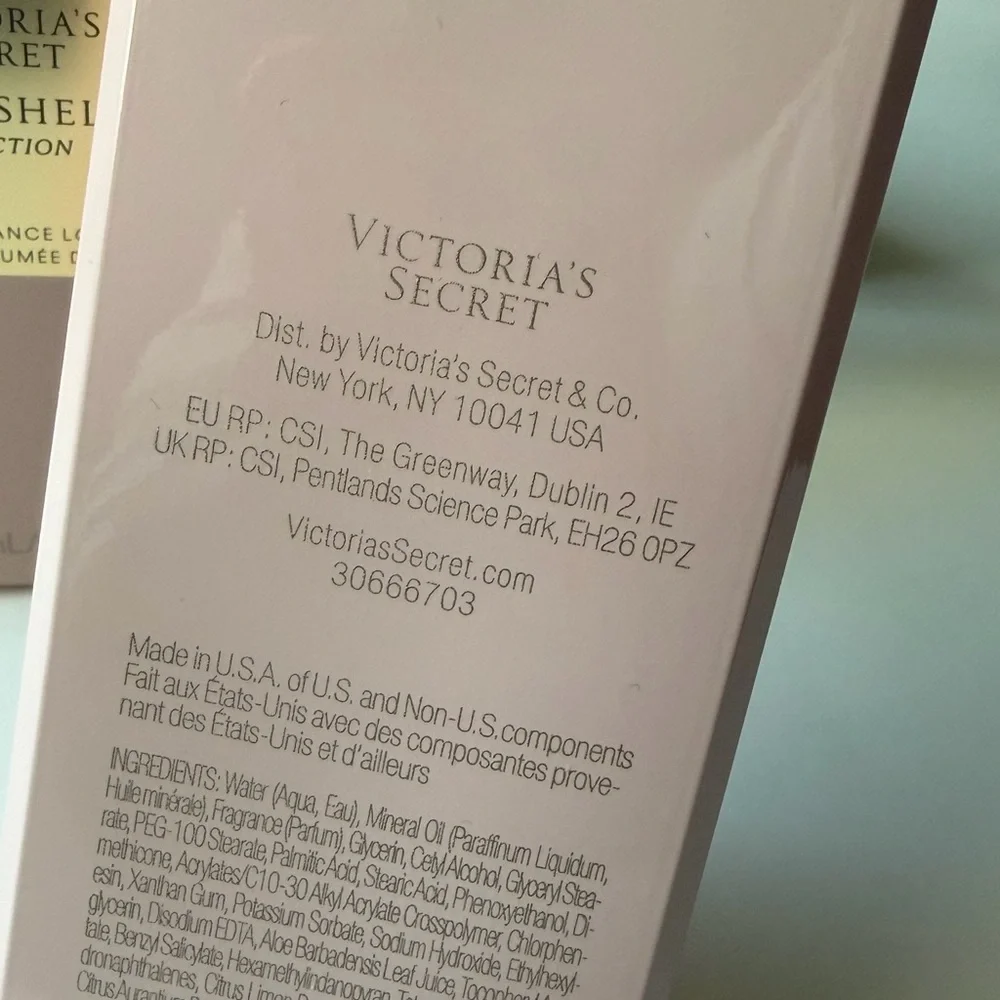 VICTORIA'S
SECRET
Dist. by Victoria's Secret & Co.
New York, NY 10041 USA
EU RP: CSI, The Greenway, Dublin 2, IE
UK RP: CSI, Pentlands Science Park, EH26 0PZ
VictoriasSecret.com
30666703
Made in U.S.A. of U.S. and Non-U.S. components
Fait aux États-Unis avec des composantes prove-
nant des États-Unis et d'ailleurs
INGREDIENTS: Water (Aqua, Eau), Mineral Oil (Paraffinum Liquidum,
Huile minérale), Fragrance (Parfum), Glycerin, Cetyl Alcohol, Glyceryl Stea-
rate, PEG-100 Stearate, Palmitic Acid, Stearic Acid, Phenoxyethanol, Di-
methicone, Acrylates/C10-30 Alkyl Acrylate Crosspolymer, Chlorphen-
esin, Xanthan Gum, Potassium Sorbate, Sodium Hydroxide, Ethylhexyl-
glycerin, Disodium EDTA, Aloe Barbadensis Leaf Juice,
tate, Benzyl Salicylate, Hexamethylindanopyran,
dronaphthalenes, Citrus Limon
Citrus
RIA'S
RET
SHEL
CTION
ANCE
UMÉE